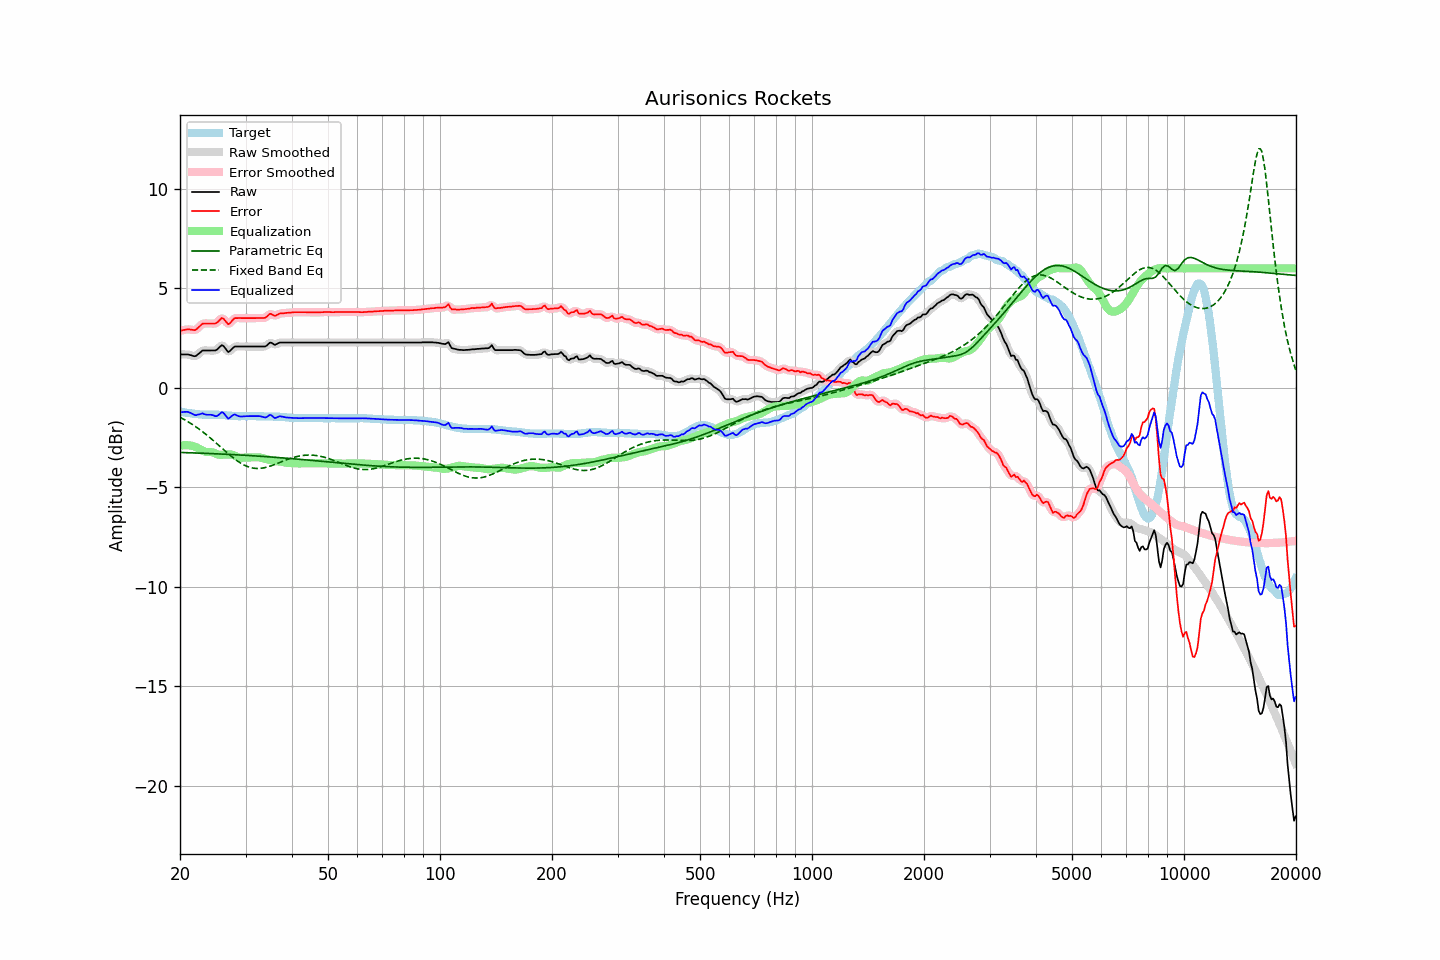 Aurisonics Rockets
Target
Raw Smoothed
Error Smoothed
Raw
Error
Equalization
Parametric Eq
Fixed Band Eq
Equalized
Amplitude (dBr)
10
5
0
−5
−10
−15
−20
20
50
100
200
500
1000
2000
5000
10000
20000
Frequency (Hz)